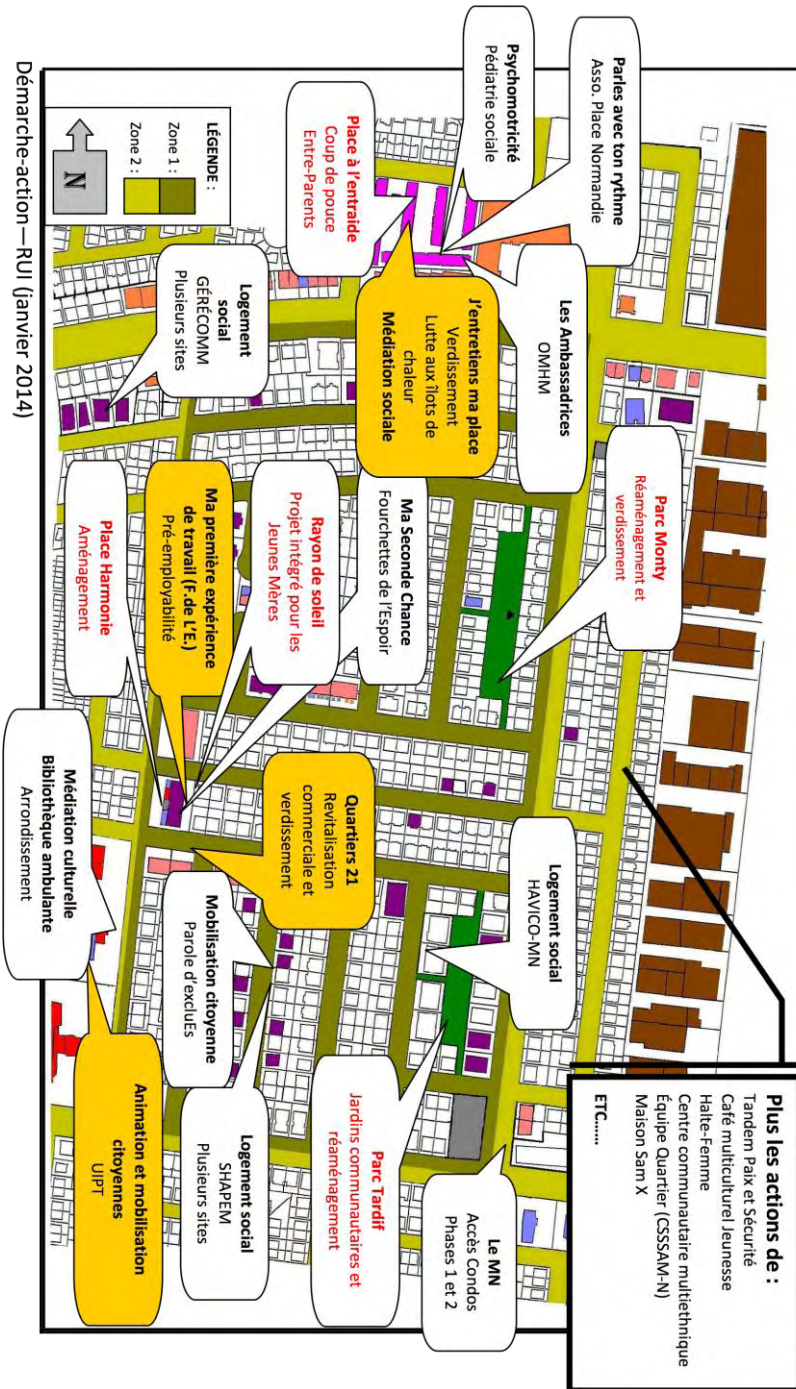 Plus les actions de :
Tandem Paix et Sécurité
Café multiculturel Jeunesse
Halte-Femme
Centre communautaire multiethnique
Équipe Quartier (CSSSAM-N)
Maison Sam X
ETC......
Parles avec ton rythme
Asso. Place Normandie
Psychomotricité
Pédiatrie sociale
Place à l'entraide
Coup de pouce
Entre-Parents
Les Ambassadrices
OMHM
J'entretiens ma place
Verdissement
Lutte aux îlots de
chaleur
Médiation sociale
Parc Monty
Réaménagement et
verdissement
Logement
social
GÉRÉCOMM
Plusieurs sites
Ma Seconde Chance
Fourchettes de l'Espoir
Rayon de soleil
Projet intégré pour les
Jeunes Mères
Ma première expérience
de travail (F.de L'E.)
Pré-employabilité
Place Harmonie
Aménagement
Logement social
HAVICO-MN
Quartiers 21
Revitalisation
commerciale et
verdissement
Mobilisation citoyenne
Parole d'excluEs
Médiation culturelle
Bibliothèque ambulante
Arrondissement
Le MN
Accès Condos
Phases 1 et 2
Parc Tardif
Jardins communautaires et
réaménagement
Logement social
SHAPEM
Plusieurs sites
Animation et mobilisation
citoyennes
UIPT
LÉGENDE :
Zone 1 :
Zone 2 :
N
Démarche-action—RUI (janvier 2014)